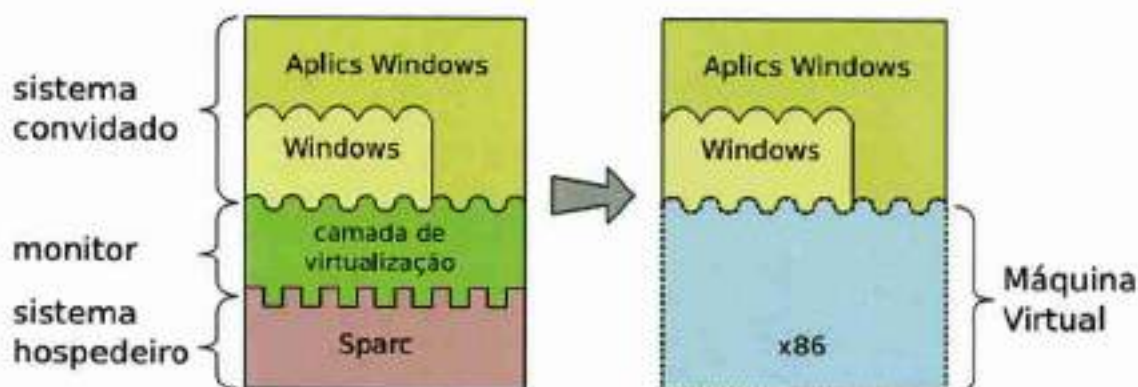 sistema
convidado
monitor
sistema
hospedeiro
Aplics Windows
Windows
camada de
virtualização
Sparc
Aplics Windows
Windows
x86
Máquina
Virtual